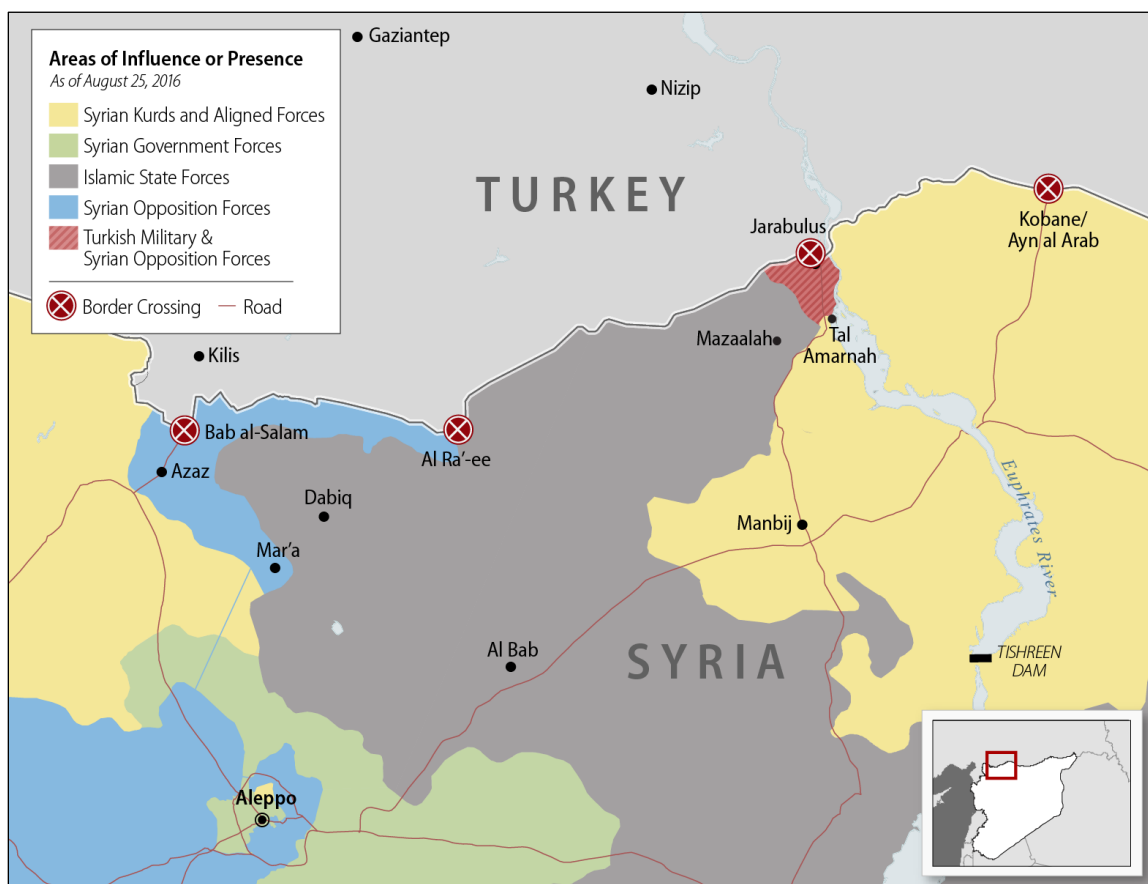 Areas of Influence or Presence
As of August 25, 2016
Syrian Kurds and Aligned Forces
Syrian Government Forces
Islamic State Forces
Syrian Opposition Forces
Turkish Military &
Syrian Opposition Forces
Border Crossing
Road
Gaziantep
Nizip
TURKEY
Jarabulus
Kobane/
Ayn al Arab
Kilis
Mazaalah
Tal
Amarnah
Bab al-Salam
Al Ra'-ee
Azaz
Dabiq
Manbij
Euphrates River
Mar'a
Al Bab
SYRIA
TISHREEN
DAM
Aleppo